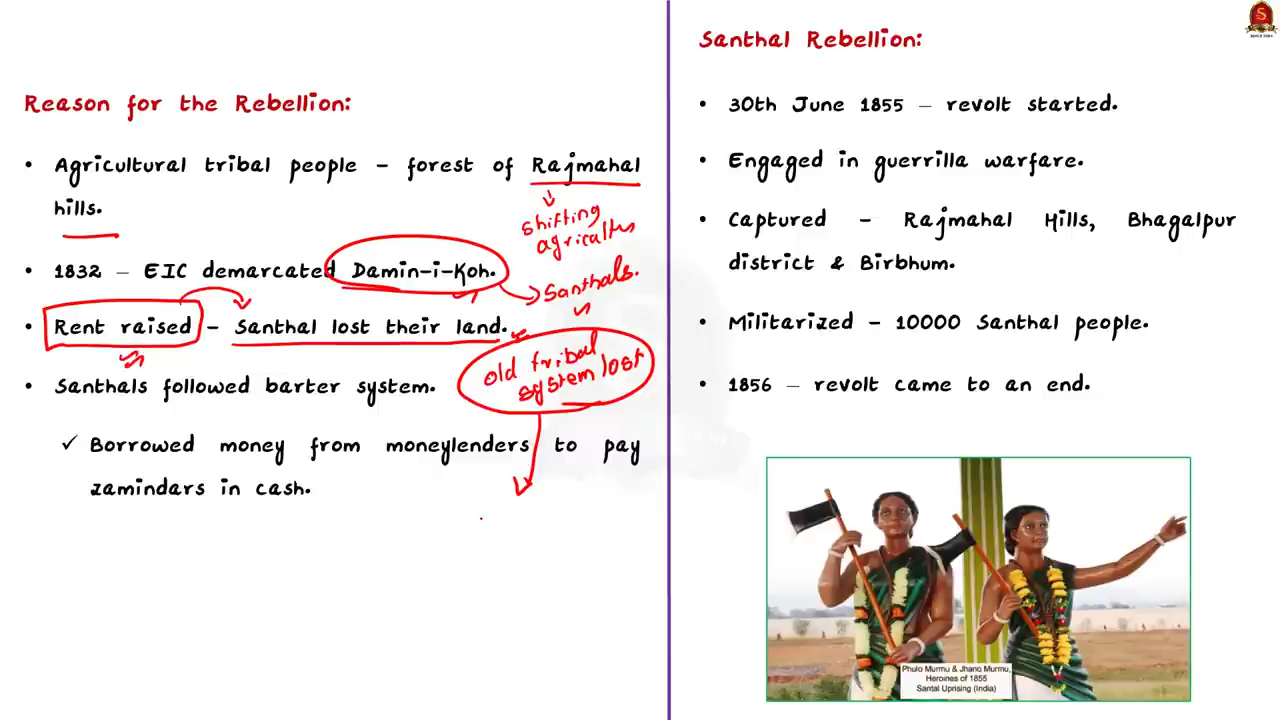 Reason for the Rebellion:
• Agricultural tribal people – forest of Rajmahal
hills.
shifting
• 1832 – EIC demarcated Damin-i-Koh.
Santhals.
• Rent raised – Santhal lost their land.
old tribal
system lost
• Santhals followed barter system.
✓ Borrowed money from moneylenders to pay
zamindars in cash.
Santhal Rebellion:
• 30th June 1855 – revolt started.
• Engaged in guerrilla warfare.
• Captured – Rajmahal Hills, Bhagalpur
district & Birbhum.
• Militarized – 10000 Santhal people.
• 1856 – revolt came to an end.
Phulo Murmu & Jhano Murmu,
Heroines of 1855
Santal Uprising (India)
S